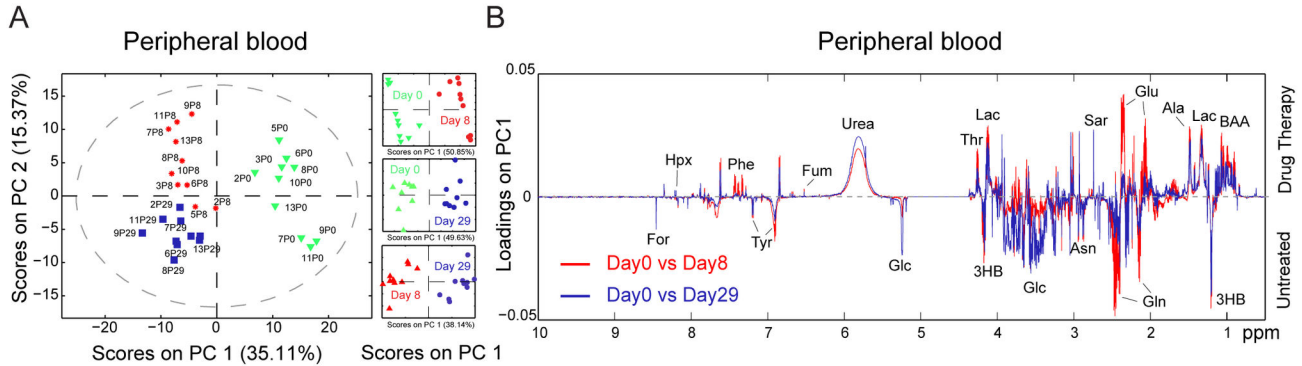 A
Peripheral blood
Scores on PC 2 (15.37%)
15
10
5
0
−5
−10
−15
−20
−10
0
10
20
Scores on PC 1 (35.11%)
9P8
11P8
7P8
13P8
8P8
10P8
3P8
6P8
5P8
2P8
2P29
11P29
9P29
7P29
13P29
6P29
8P29
5P0
6P0
3P0
8P0
2P0
10P0
13P0
7P0
9P0
11P0
Day 0
Day 8
Scores on PC 1 (50.85%)
Day 0
Day 29
Scores on PC 1 (49.63%)
Day 29
Day 8
Scores on PC 1 (38.14%)
Scores on PC 1
B
Peripheral blood
Loadings on PC1
0.05
0
−0.05
Drug Therapy
Untreated
Hpx
Phe
Fum
Urea
Thr
Lac
Sar
Glu
Ala
Lac
BAA
For
Tyr
Glc
3HB
Glc
Asn
Gln
3HB
Day0 vs Day8
Day0 vs Day29
10
9
8
7
6
5
4
3
2
1
ppm